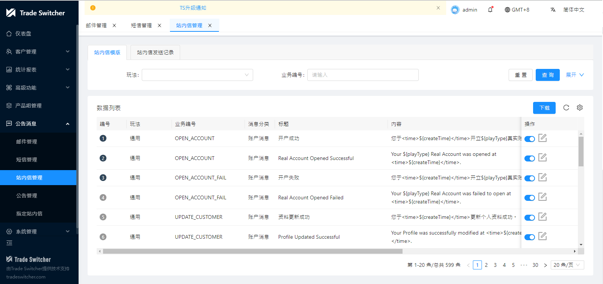 Trade Switcher
TS升级通知
admin
GMT+8
简体中文
邮件管理
短信管理
站内信管理
仪表盘
客户管理
统计报表
高级功能
产品组管理
公告消息
邮件管理
短信管理
站内信管理
公告管理
指定站内信
系统管理
站内信模版
站内信发送记录
玩法:
业务编号:
请输入
重 置
查 询
展开
数据列表
下载
编号 玩法 业务编号 消息分类 标题 内容 操作
1 通用 OPEN_ACCOUNT 账户消息 开户成功 您于<time>${createTime}</time>开立${playType}真实账
2 通用 OPEN_ACCOUNT 账户消息 Real Account Opened Successful Your ${playType} Real Account was opened at
<time>${createTime}</time>.
3 通用 OPEN_ACCOUNT_FAIL 账户消息 开户失败 您于<time>${createTime}</time>开立${playType}真实账
4 通用 OPEN_ACCOUNT_FAIL 账户消息 Real Account Opened Failed Your ${playType} Real Account was failed to open at
<time>${createTime}</time>.
5 通用 UPDATE_CUSTOMER 账户消息 资料更新成功 您于<time>${createTime}</time>更新个人资料成功。
6 通用 UPDATE_CUSTOMER 账户消息 Profile Updated Successful Your Profile was successfully modified at <time>${crea
</time>.
第 1-20 条/总共 599 条
1 2 3 4 5 ••• 30
20 条/页
Trade Switcher
由Trade Switcher提供技术支持
tradeswitcher.com